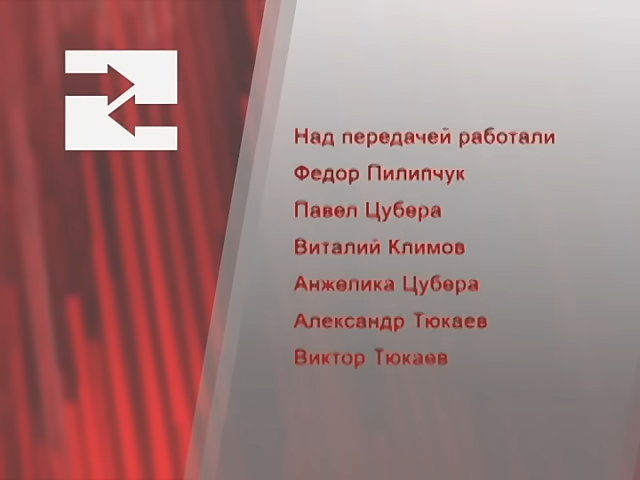 Над передачей работали
Федор Пилипчук
Павел Цубера
Виталий Климов
Анжелика Цубера
Александр Тюкаев
Виктор Тюкаев